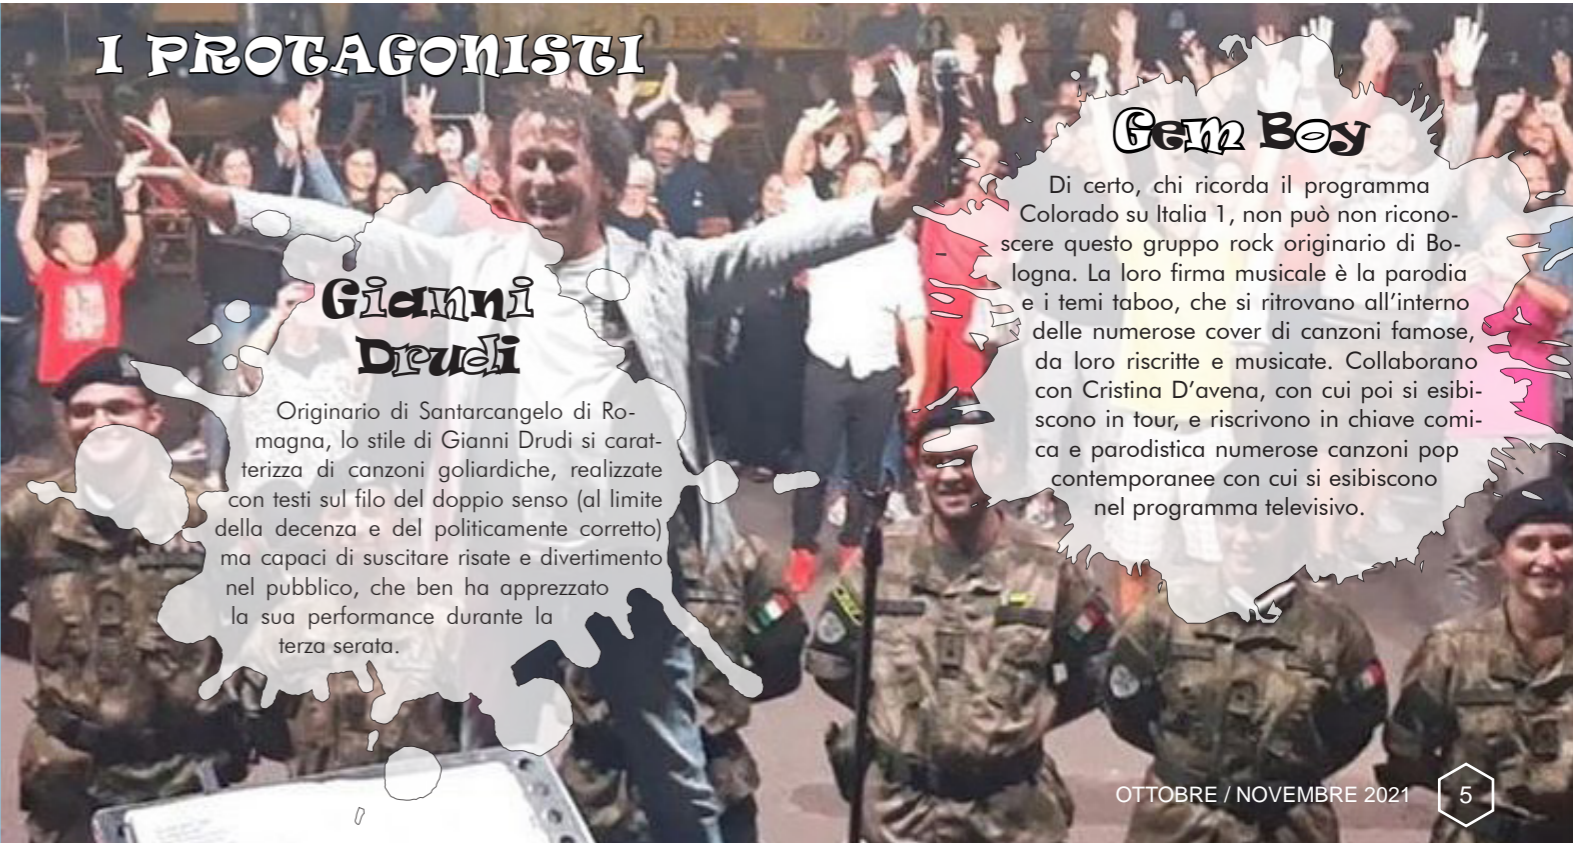 I PROTAGONISTI
Gianni
Drudi
Originario di Santarcangelo di Ro-
magna, lo stile di Gianni Drudi si carat-
terizza di canzoni goliardiche, realizzate
con testi sul filo del doppio senso (al limite
della decenza e del politicamente corretto)
ma capaci di suscitare risate e divertimento
nel pubblico, che ben ha apprezzato
la sua performance durante la
terza serata.
Gem Boy
Di certo, chi ricorda il programma
Colorado su Italia 1, non può non ricono-
scere questo gruppo rock originario di Bo-
logna. La loro firma musicale è la parodia
e i temi taboo, che si ritrovano all'interno
delle numerose cover di canzoni famose,
da loro riscritte e musicate. Collaborano
con Cristina D'avena, con cui poi si esibi-
scono in tour, e riscrivono in chiave comi-
ca e parodistica numerose canzoni pop
contemporanee con cui si esibiscono
nel programma televisivo.
OTTOBRE / NOVEMBRE 2021
5